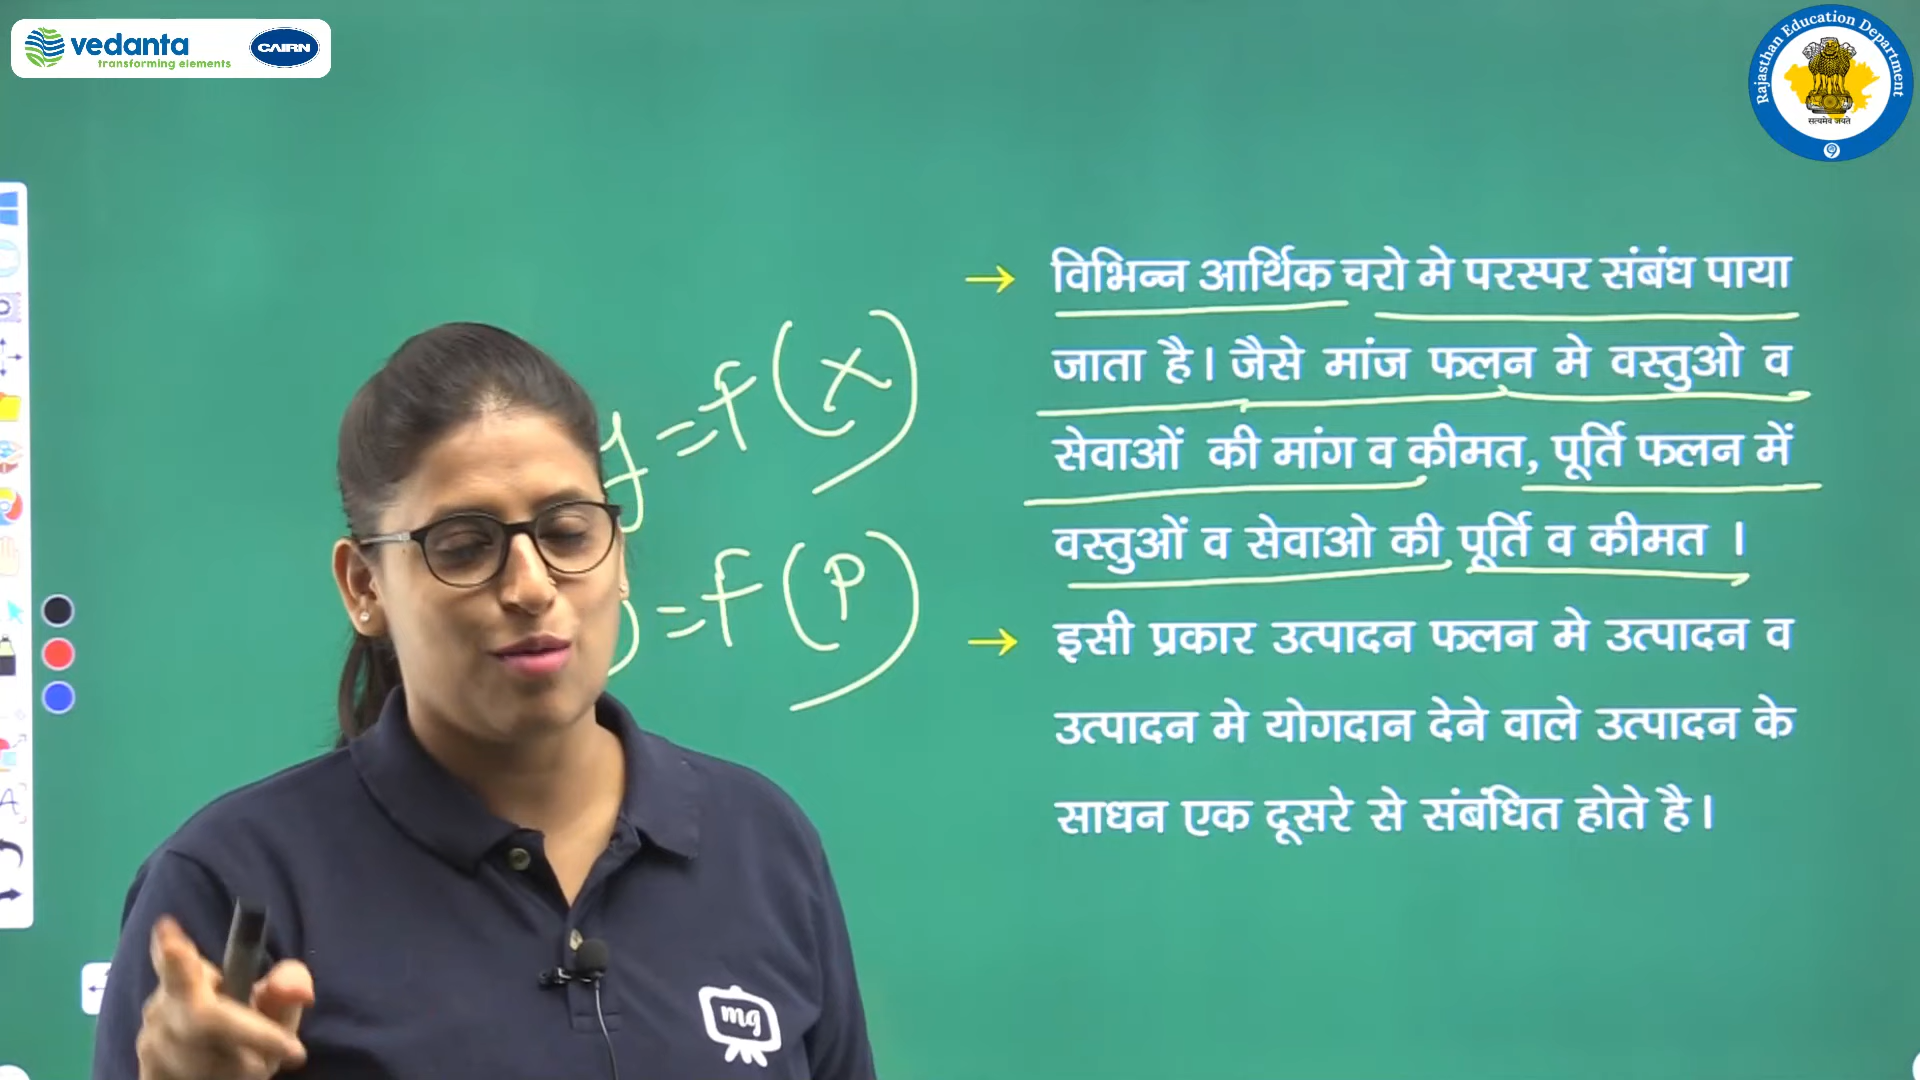 vedanta
transforming elements
CAIRN
Rajasthan Education Department
सत्यमेव जयते
→ विभिन्न आर्थिक चरो मे परस्पर संबंध पाया
जाता है। जैसे मांज फलन मे वस्तुओ व
सेवाओं की मांग व कीमत, पूर्ति फलन में
वस्तुओं व सेवाओ की पूर्ति व कीमत ।
→ इसी प्रकार उत्पादन फलन मे उत्पादन व
उत्पादन मे योगदान देने वाले उत्पादन के
साधन एक दूसरे से संबंधित होते है।
y = f(x)
= f(P)
mg